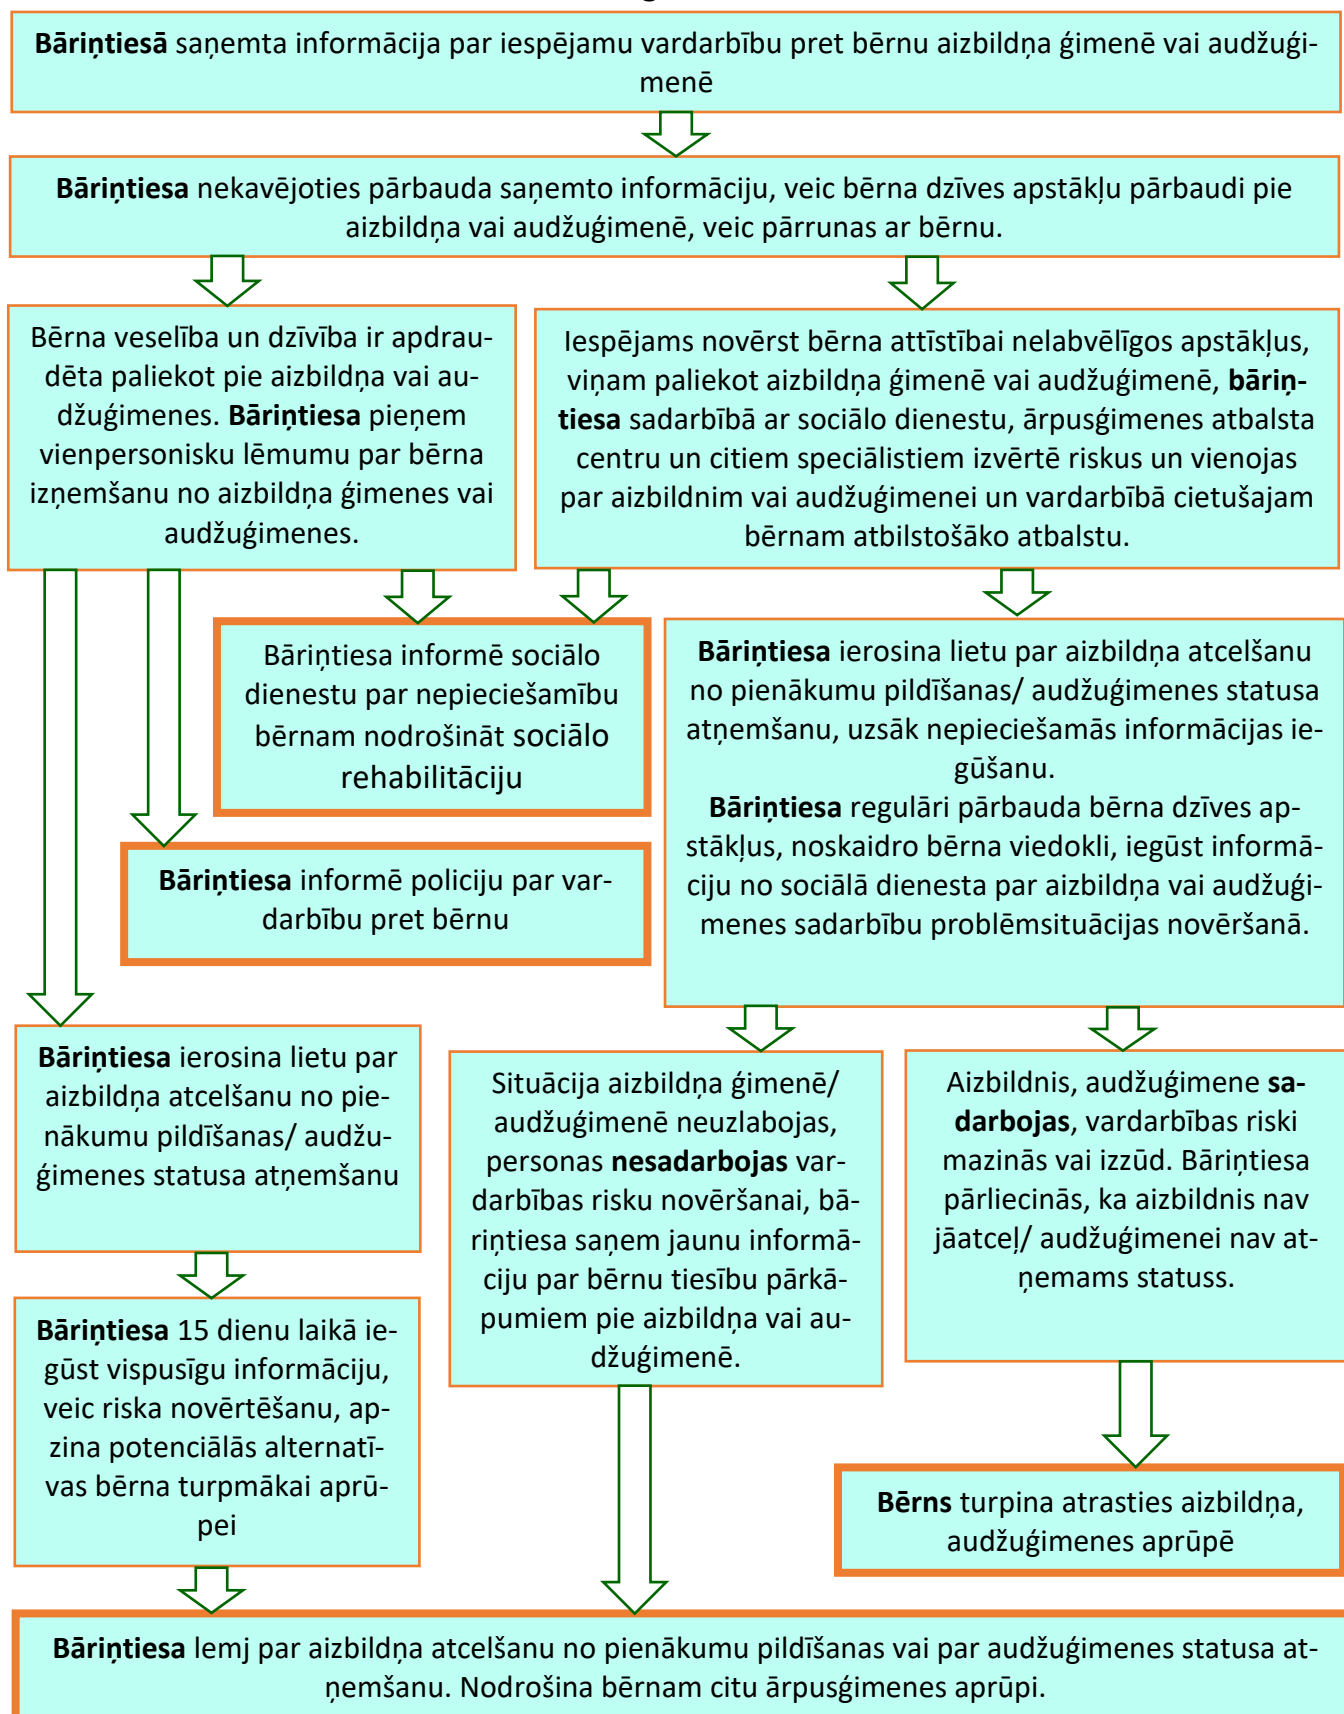 Bāriņtiesā saņemta informācija par iespējamu vardarbību pret bērnu aizbildņa ģimenē vai audžuģi-
menē
Bāriņtiesa nekavējoties pārbauda saņemto informāciju, veic bērna dzīves apstākļu pārbaudi pie
aizbildņa vai audžuģimenē, veic pārrunas ar bērnu.
Bērna veselība un dzīvība ir apdrau-
dēta paliekot pie aizbildņa vai au-
džuģimenes. Bāriņtiesa pieņem
vienpersonisku lēmumu par bērna
izņemšanu no aizbildņa ģimenes vai
audžuģimenes.
Iespējams novērst bērna attīstībai nelabvēlīgos apstākļus,
viņam paliekot aizbildņa ģimenē vai audžuģimenē, bāriņ-
tiesa sadarbībā ar sociālo dienestu, ārpusģimenes atbalsta
centru un citiem speciālistiem izvērtē riskus un vienojas
par aizbildnim vai audžuģimenei un vardarbībā cietušajam
bērnam atbilstošāko atbalstu.
Bāriņtiesa informē sociālo
dienestu par nepieciešamību
bērnam nodrošināt sociālo
rehabilitāciju
Bāriņtiesa ierosina lietu par aizbildņa atcelšanu
no pienākumu pildīšanas/ audžuģimenes statusa
atņemšanu, uzsāk nepieciešamās informācijas ie-
gūšanu.
Bāriņtiesa regulāri pārbauda bērna dzīves ap-
stākļus, noskaidro bērna viedokli, iegūst informā-
ciju no sociālā dienesta par aizbildņa vai audžuģi-
menes sadarbību problēmsituācijas novēršanā.
Bāriņtiesa informē policiju par var-
darbību pret bērnu
Bāriņtiesa ierosina lietu par
aizbildņa atcelšanu no pie-
nākumu pildīšanas/ audžu-
ģimenes statusa atņemšanu
Situācija aizbildņa ģimenē/
audžuģimenē neuzlabojas,
personas nesadarbojas var-
darbības risku novēršanai, bā-
riņtiesa saņem jaunu informā-
ciju par bērnu tiesību pārkā-
pumiem pie aizbildņa vai au-
džuģimenē.
Aizbildnis, audžuģimene sa-
darbojas, vardarbības riski
mazinās vai izzūd. Bāriņtiesa
pārliecinās, ka aizbildnis nav
jāatceļ/ audžuģimenei nav at-
ņemams statuss.
Bāriņtiesa 15 dienu laikā ie-
gūst vispusīgu informāciju,
veic riska novērtēšanu, ap-
zina potenciālās alternatī-
vas bērna turpmākai aprū-
pei
Bērns turpina atrasties aizbildņa,
audžuģimenes aprūpē
Bāriņtiesa lemj par aizbildņa atcelšanu no pienākumu pildīšanas vai par audžuģimenes statusa at-
ņemšanu. Nodrošina bērnam citu ārpusģimenes aprūpi.